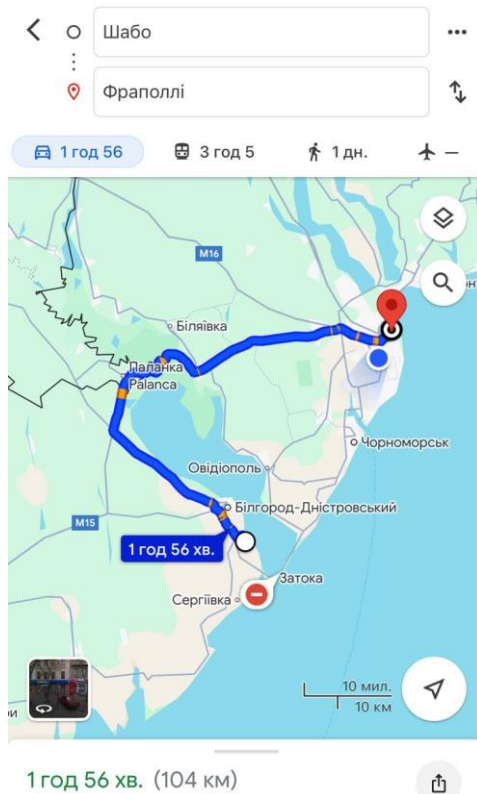 Шабо
Фраполлі
1 год 56
3 год 5
1 дн.
—
M16
Біляївка
Паланка
Palanca
Чорноморськ
Овідіополь
Білгород-Дністровський
M15
1 год 56 хв.
Затока
Сергіївка
10 мил.
10 км
1 год 56 хв. (104 км)